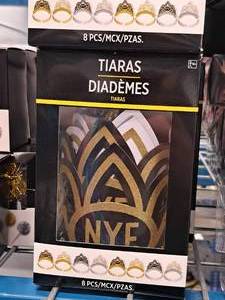 8 PCS/MCX/PZAS.
TIARAS
DIADÈMES
TIARAS
NYE
8 PCS/MCX/PZAS.